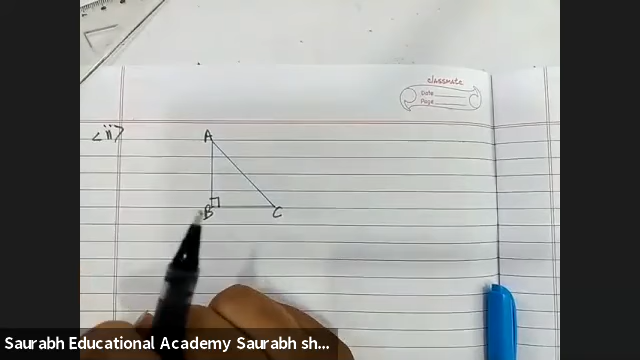 classmate
Date
Page
<ii>
A
B
C
Saurabh Educational Academy Saurabh sh...